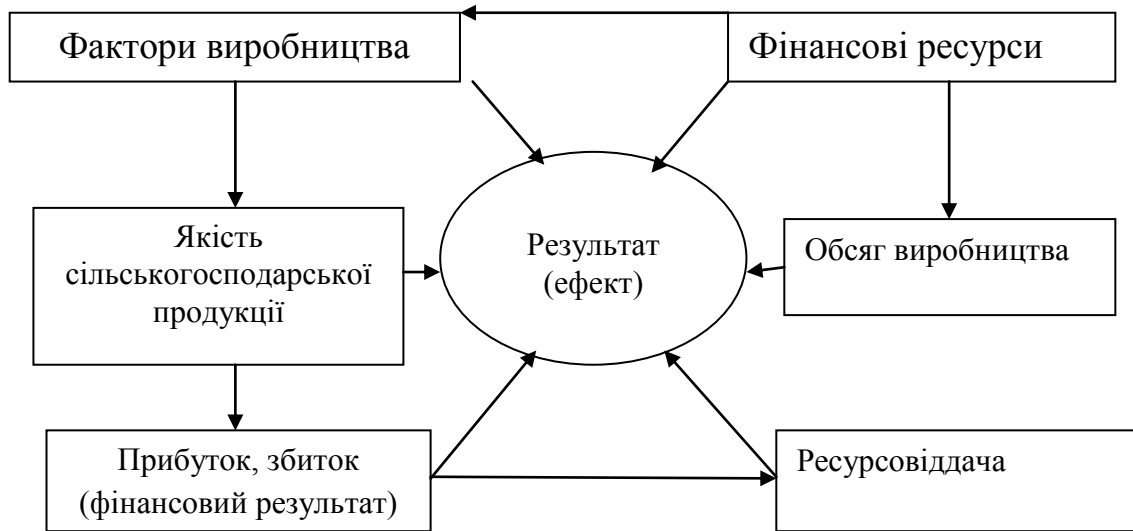 Фактори виробництва
Фінансові ресурси
Якість
сільськогосподарської
продукції
Результат
(ефект)
Обсяг виробництва
Прибуток, збиток
(фінансовий результат)
Ресурсовіддача